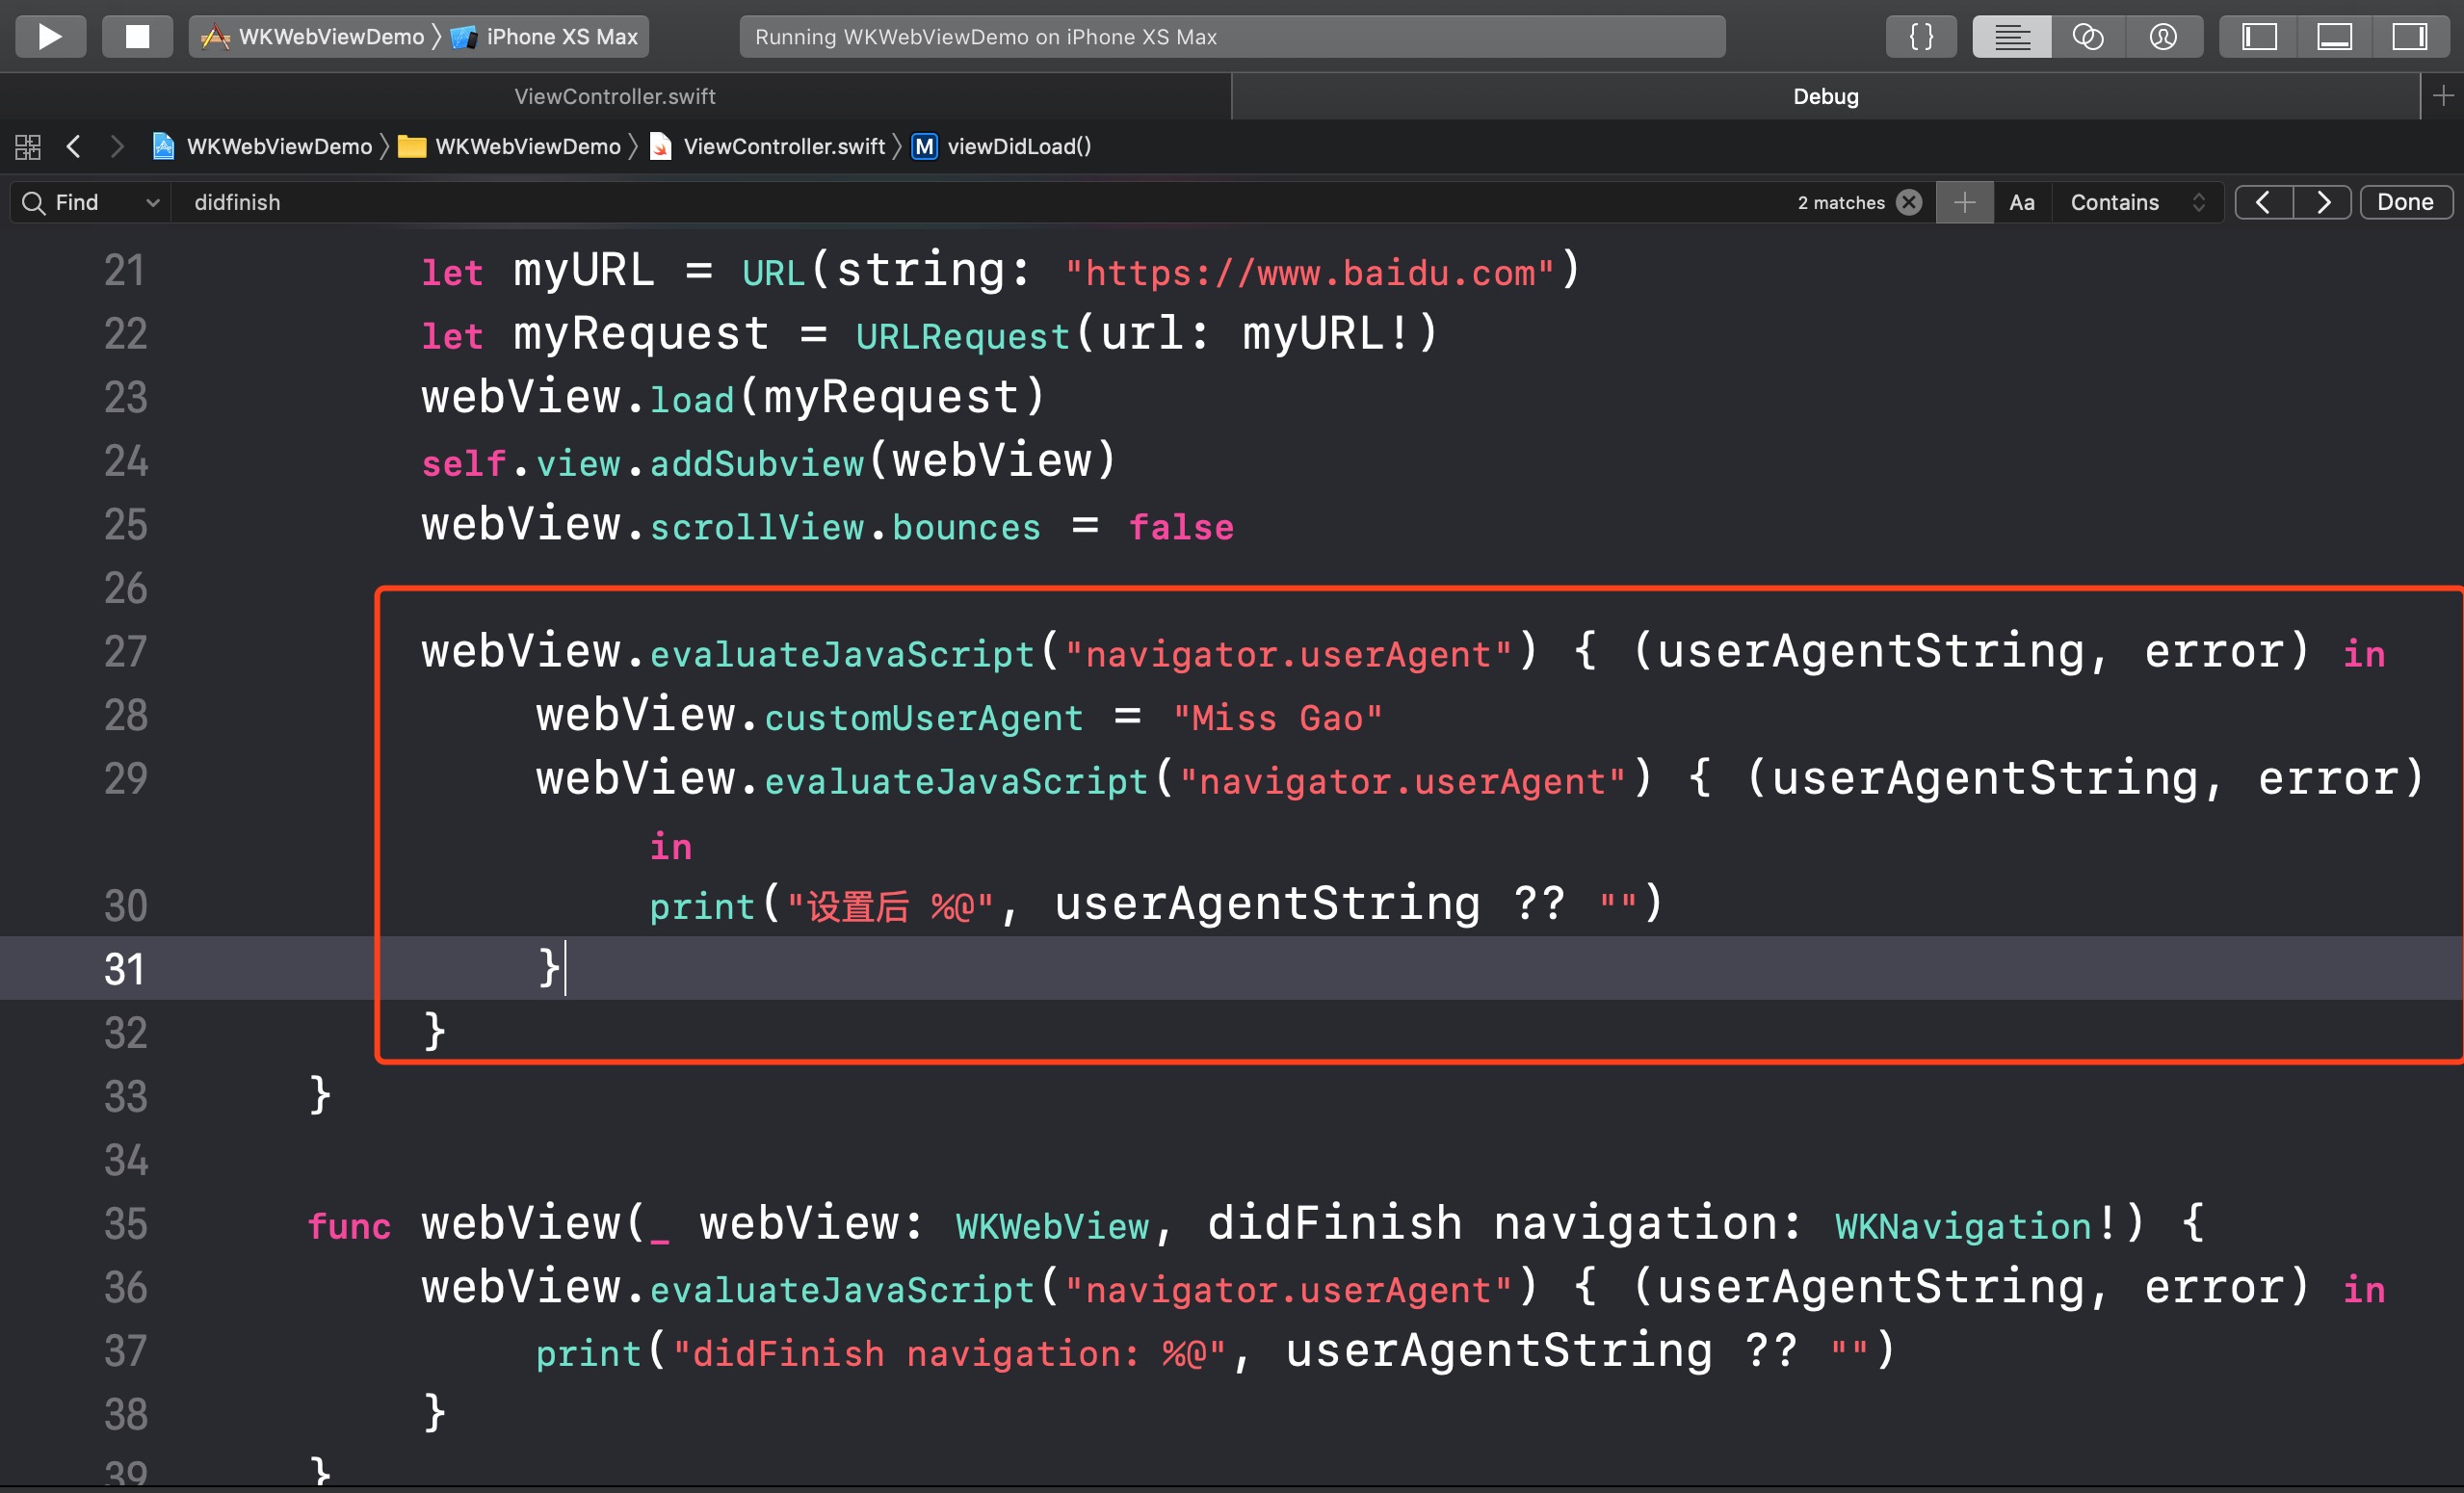 WKWebViewDemo iPhone XS Max Running WKWebViewDemo on iPhone XS Max {}
ViewController.swift Debug
WKWebViewDemo WKWebViewDemo ViewController.swift M viewDidLoad()
Find didfinish 2 matches Aa Contains Done
21 let myURL = URL(string: "https://www.baidu.com")
22 let myRequest = URLRequest(url: myURL!)
23 webView.load(myRequest)
24 self.view.addSubview(webView)
25 webView.scrollView.bounces = false
26
27 webView.evaluateJavaScript("navigator.userAgent") { (userAgentString, error) in
28 webView.customUserAgent = "Miss Gao"
29 webView.evaluateJavaScript("navigator.userAgent") { (userAgentString, error)
in
30 print("设置后 %@", userAgentString ?? "")
31 }
32 }
33 }
34
35 func webView(_ webView: WKWebView, didFinish navigation: WKNavigation!) {
36 webView.evaluateJavaScript("navigator.userAgent") { (userAgentString, error) in
37 print("didFinish navigation: %@", userAgentString ?? "")
38 }
39 }